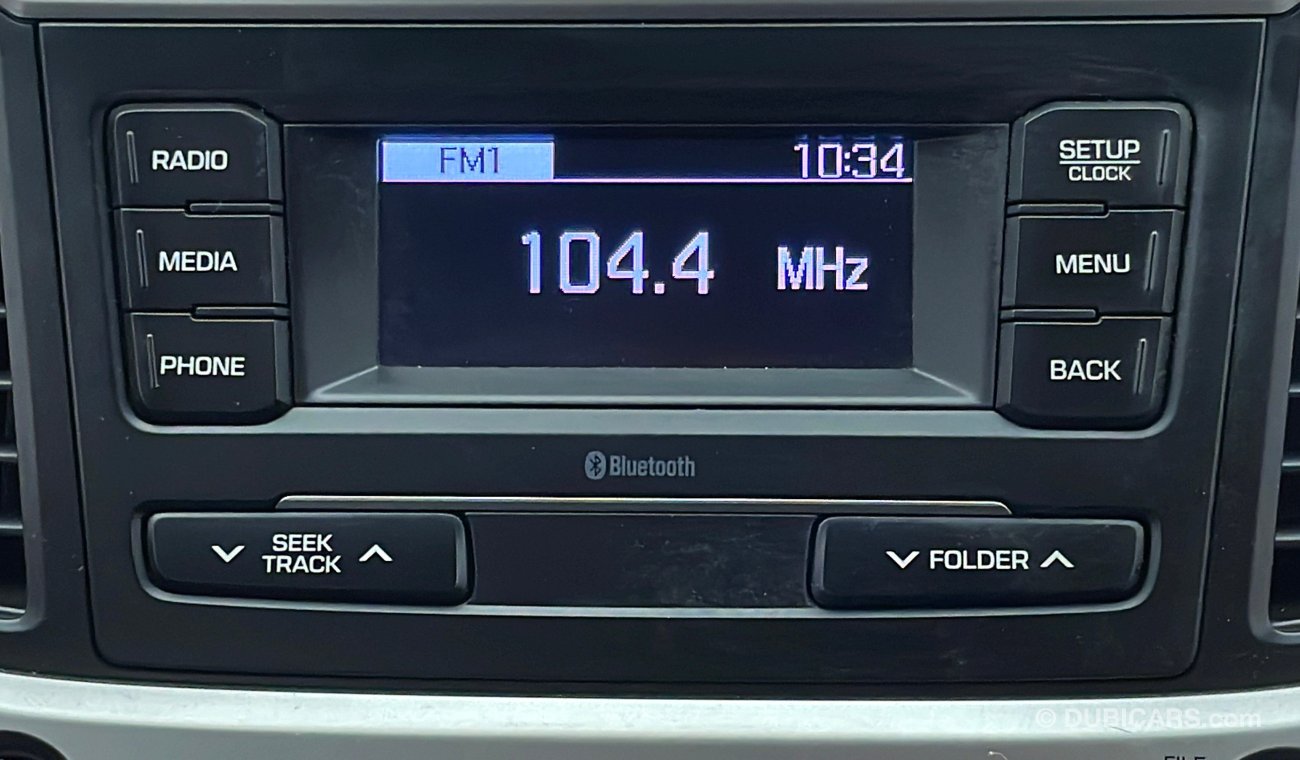 RADIO
FM1 10:34
SETUP
CLOCK
MEDIA
104.4 MHz
MENU
PHONE
BACK
Bluetooth
SEEK
TRACK
FOLDER
© DUBICARS.com